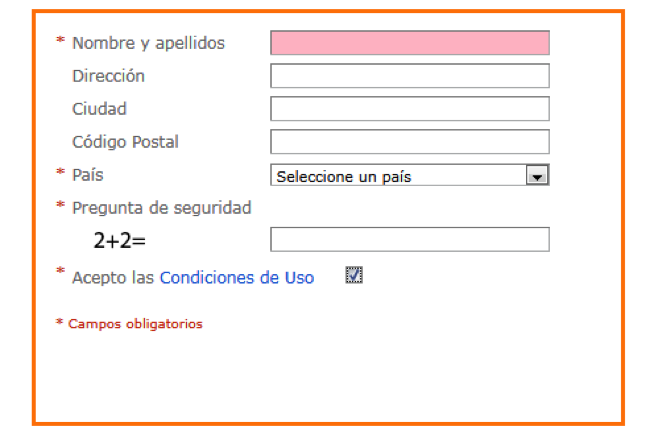 * Nombre y apellidos
Dirección
Ciudad
Código Postal
* País Seleccione un país
* Pregunta de seguridad
2+2=
* Acepto las Condiciones de Uso
* Campos obligatorios